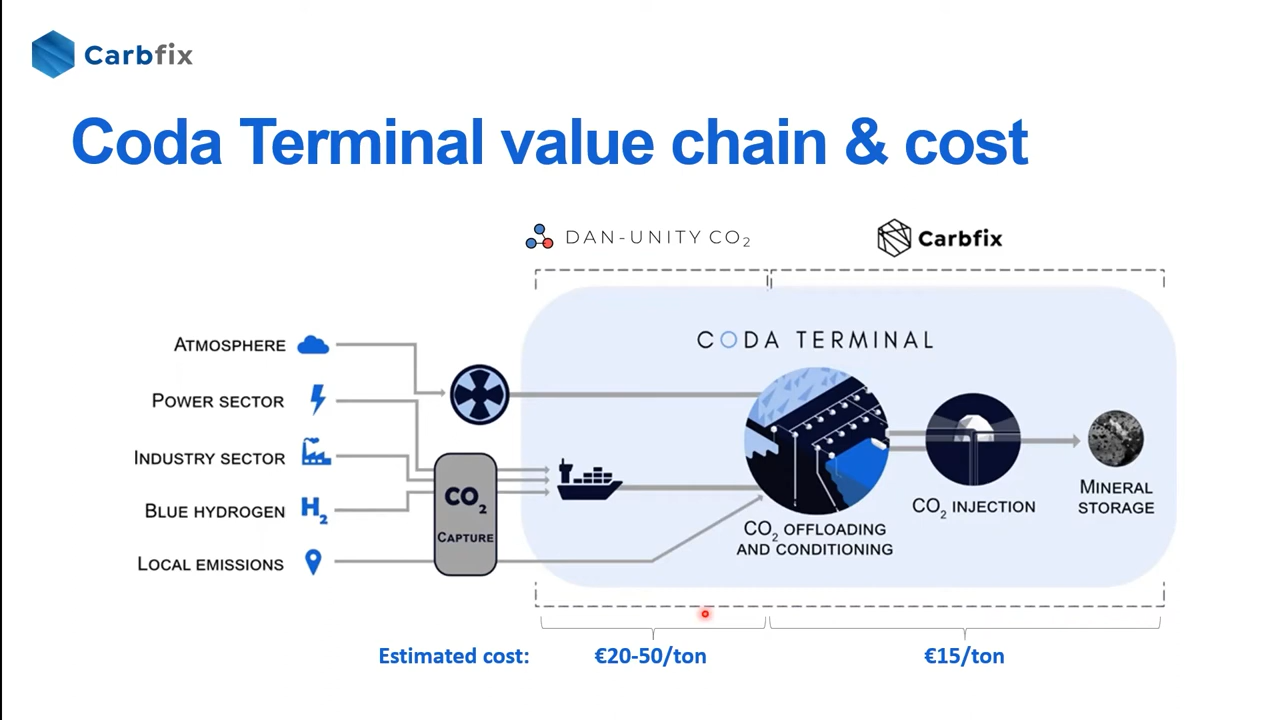 Carbfix
Coda Terminal value chain & cost
DAN-UNITY CO₂
Carbfix
CODA TERMINAL
ATMOSPHERE
POWER SECTOR
INDUSTRY SECTOR
BLUE HYDROGEN
H₂
LOCAL EMISSIONS
CO₂
CAPTURE
CO₂ OFFLOADING
AND CONDITIONING
CO₂ INJECTION
MINERAL
STORAGE
Estimated cost:
€20-50/ton
€15/ton